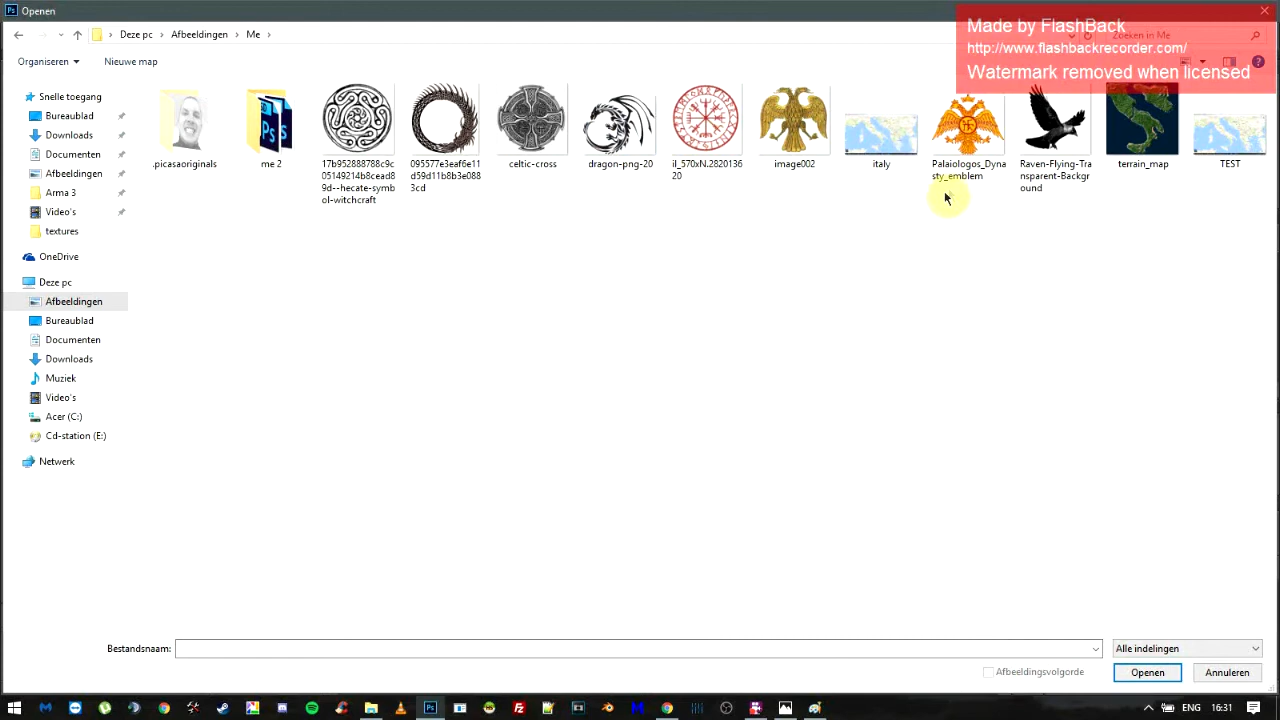 Openen
Made by FlashBack
http://www.flashbackrecorder.com/
Watermark removed when licensed
Deze pc
Afbeeldingen
Me
Zoeken in Me
Organiseren
Nieuwe map
Snelle toegang
Bureaublad
Downloads
Documenten
Afbeeldingen
Arma 3
Video's
textures
OneDrive
Deze pc
Afbeeldingen
Bureaublad
Documenten
Downloads
Muziek
Video's
Acer (C:)
Cd-station (E:)
Netwerk
.picasaoriginals
me 2
17b952888788c9c
05149214b8cead8
9d--hecate-symb
ol-witchcraft
095577e3eaf6e11
dd59d11b8b3e088
3cd
celtic-cross
dragon-png-20
il_570xN.2820136
20
image002
italy
Palaiologos_Dyna
sty_emblem
Raven-Flying-Tra
nsparent-Backgr
ound
terrain_map
TEST
Bestandsnaam:
Alle indelingen
Afbeeldingsvolgorde
Openen
Annuleren
ENG
16:31